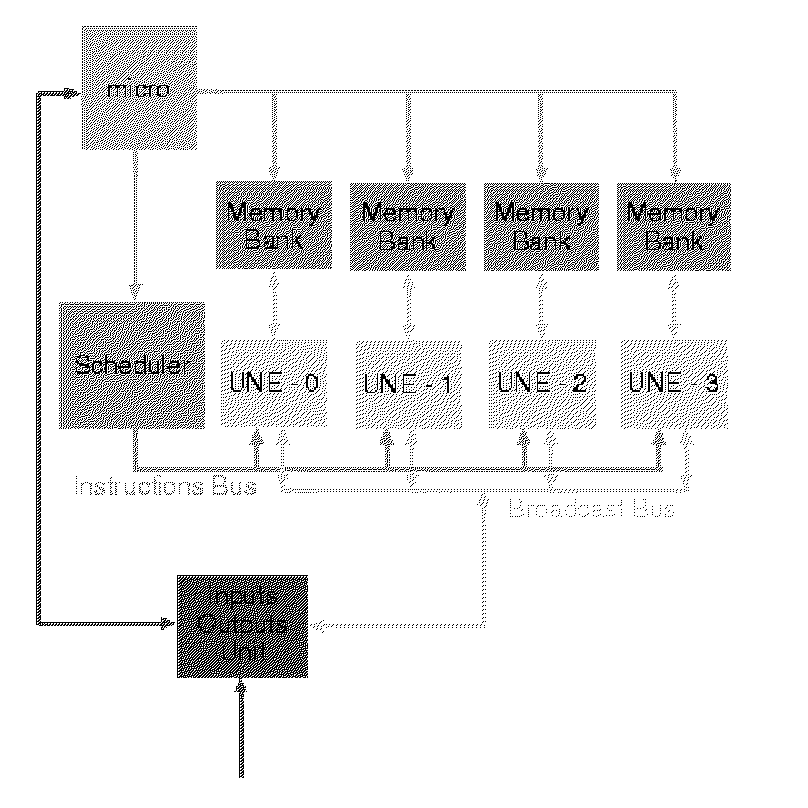 micro
Memory
Bank
Memory
Bank
Memory
Bank
Memory
Bank
Scheduler
UNE - 0
UNE - 1
UNE - 2
UNE - 3
Instructions Bus
Broadcast Bus
Inputs
Outputs
Unit